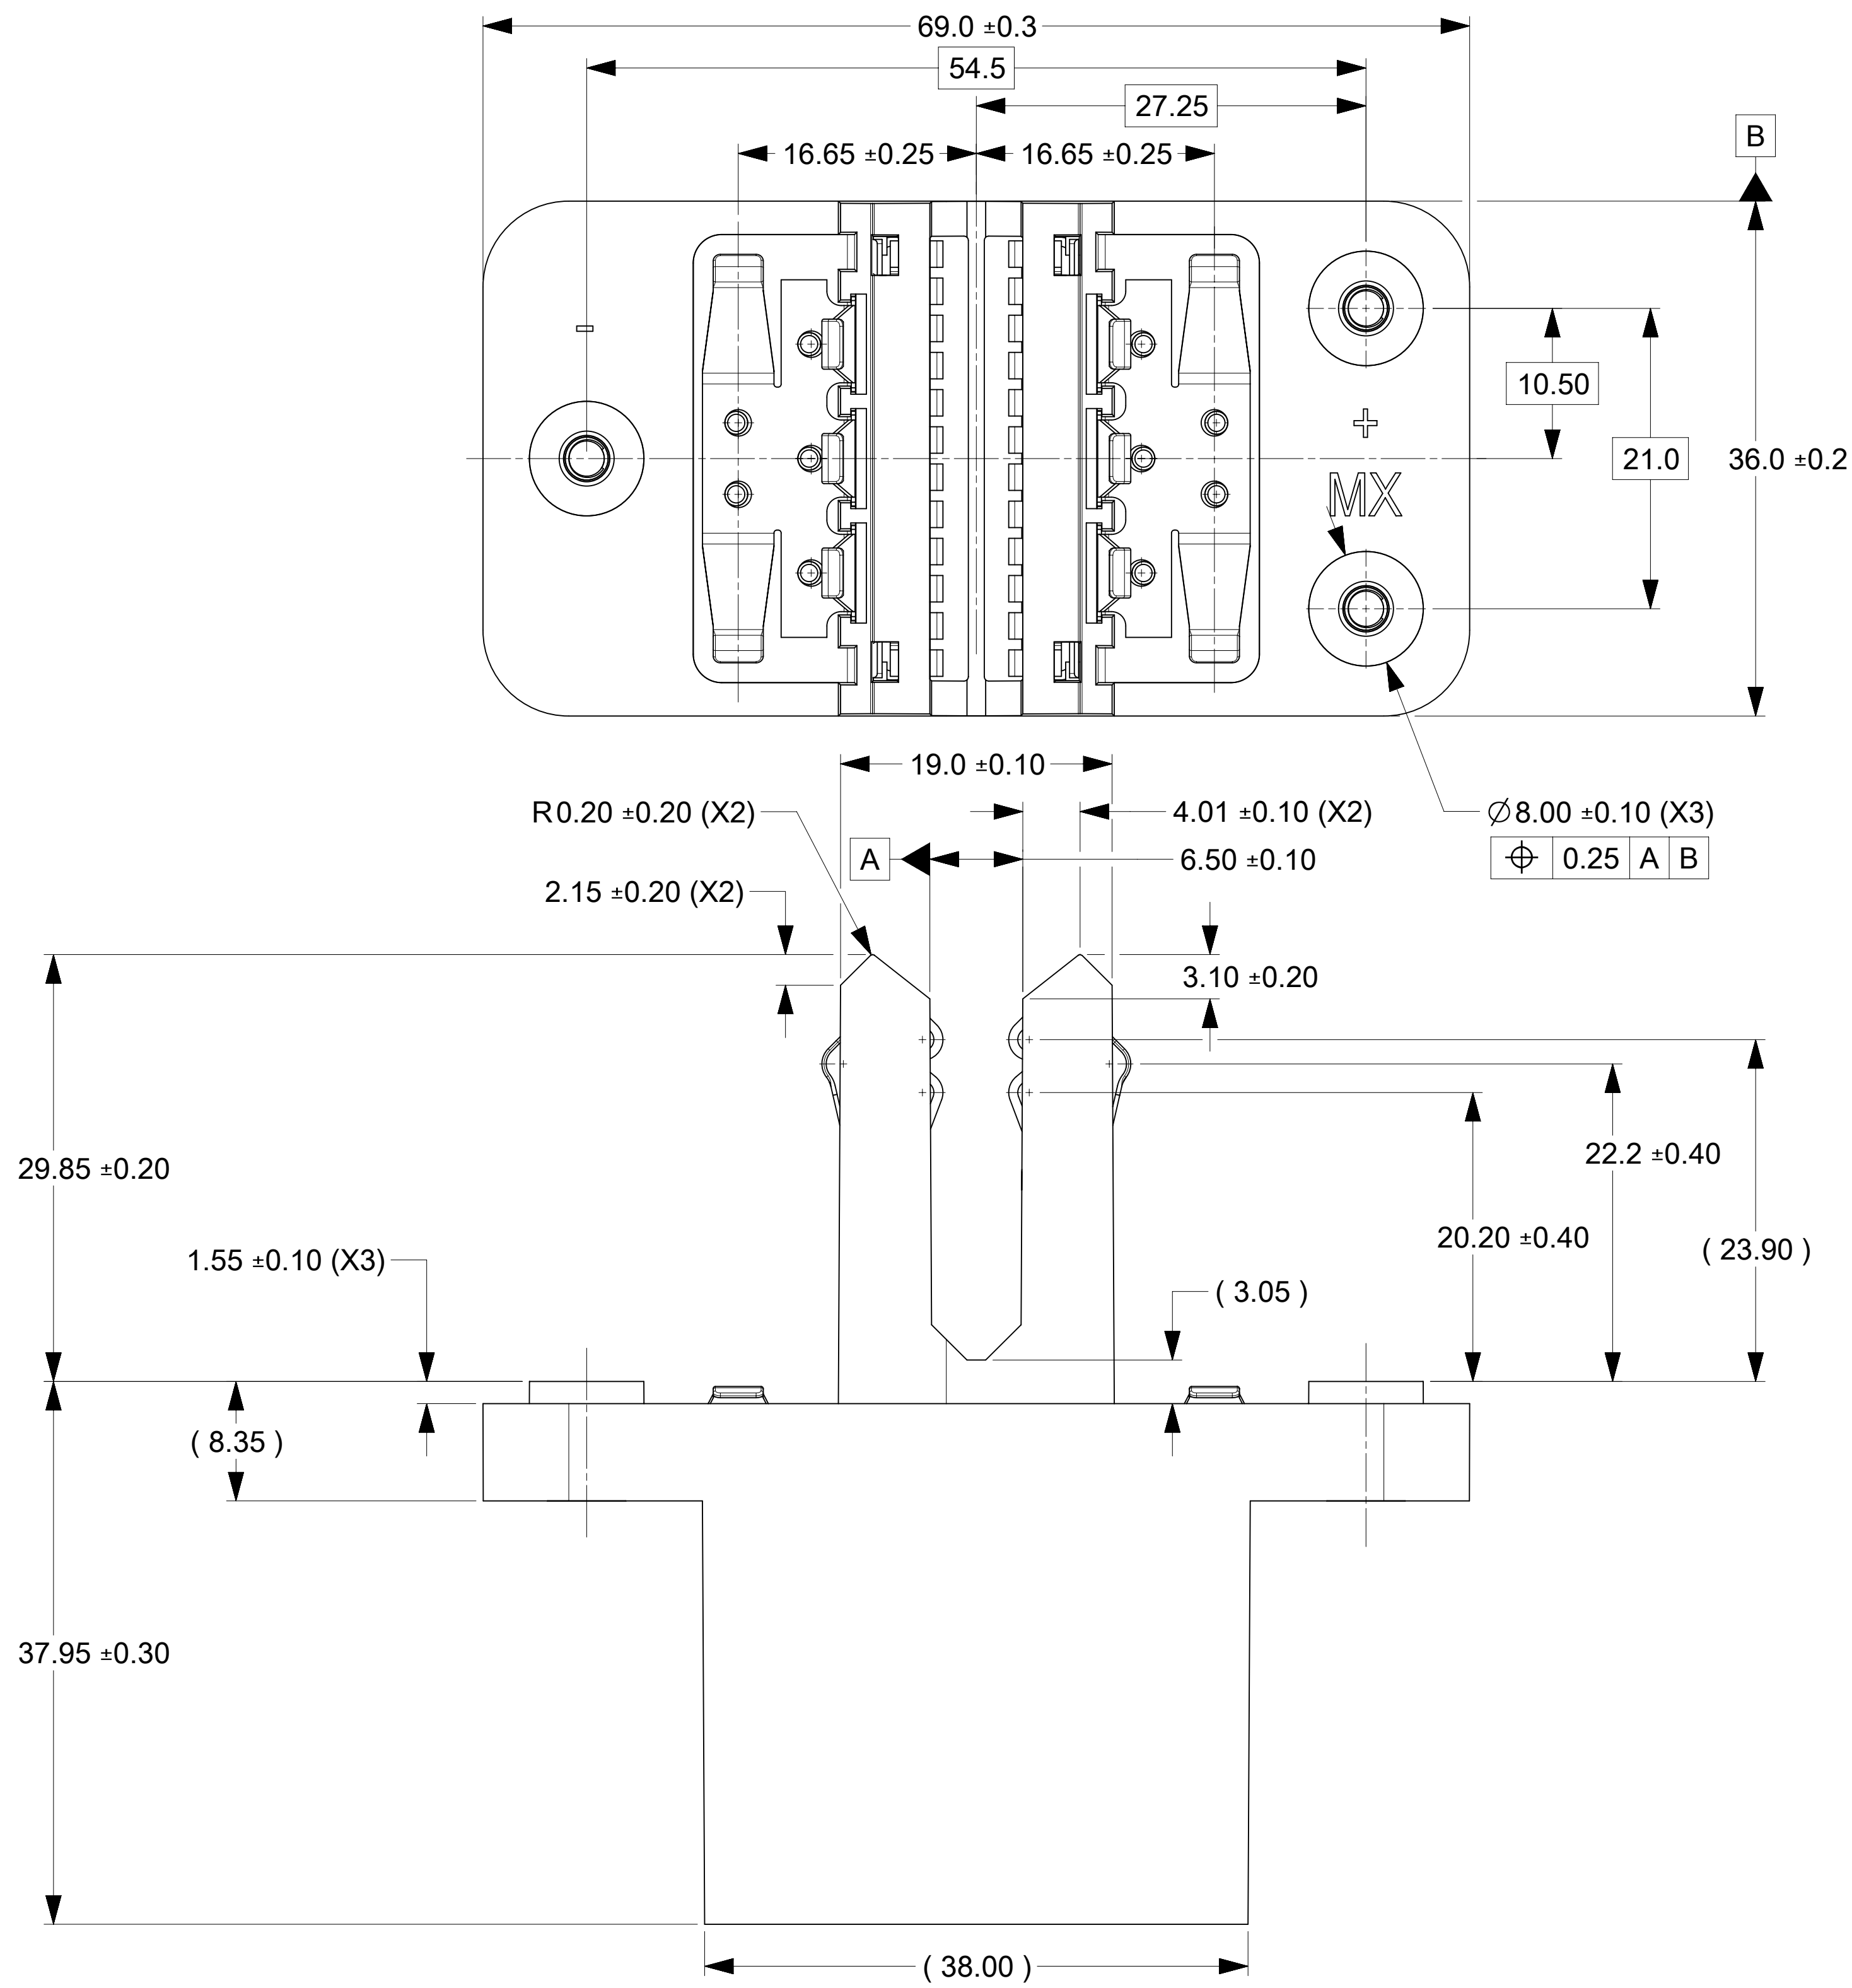 69.0 ±0.3
54.5
27.25
B
16.65 ±0.25
16.65 ±0.25
-
10.50
+
21.0
36.0 ±0.2
MX
19.0 ±0.10
R0.20 ±0.20 (X2)
4.01 ±0.10 (X2)
⌀8.00 ±0.10 (X3)
A
6.50 ±0.10
⌖ 0.25 A B
2.15 ±0.20 (X2)
3.10 ±0.20
22.2 ±0.40
29.85 ±0.20
20.20 ±0.40
( 23.90 )
1.55 ±0.10 (X3)
( 3.05 )
( 8.35 )
37.95 ±0.30
( 38.00 )